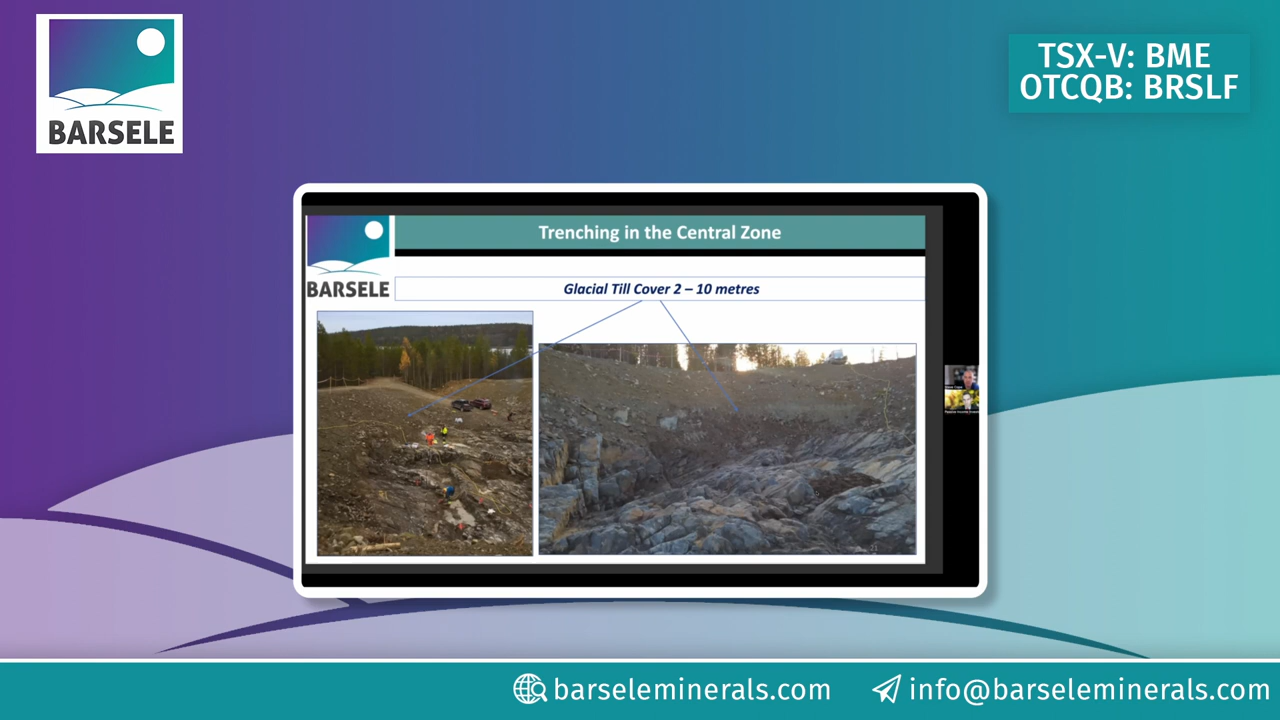 BARSELE
TSX-V: BME
OTCQB: BRSLF
Trenching in the Central Zone
BARSELE
Glacial Till Cover 2 – 10 metres
barseleminerals.com
info@barseleminerals.com